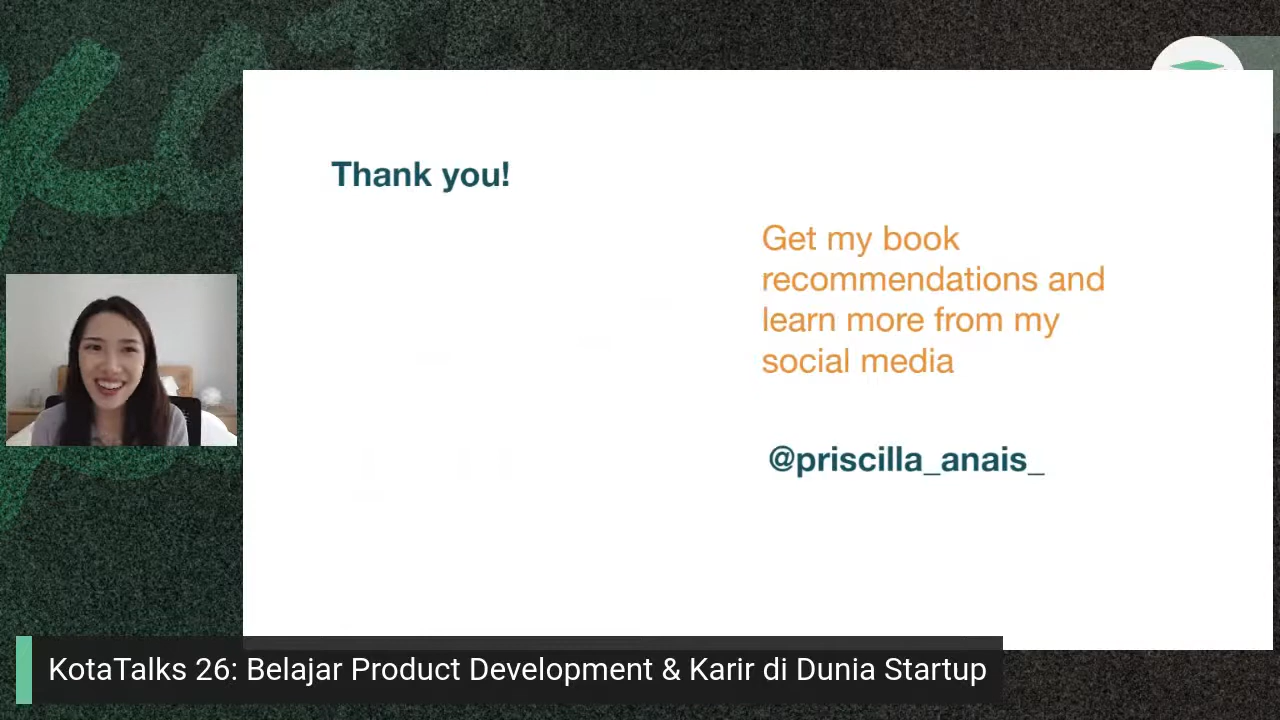 Thank you!
Get my book
recommendations and
learn more from my
social media
@priscilla_anais_
KotaTalks 26: Belajar Product Development & Karir di Dunia Startup